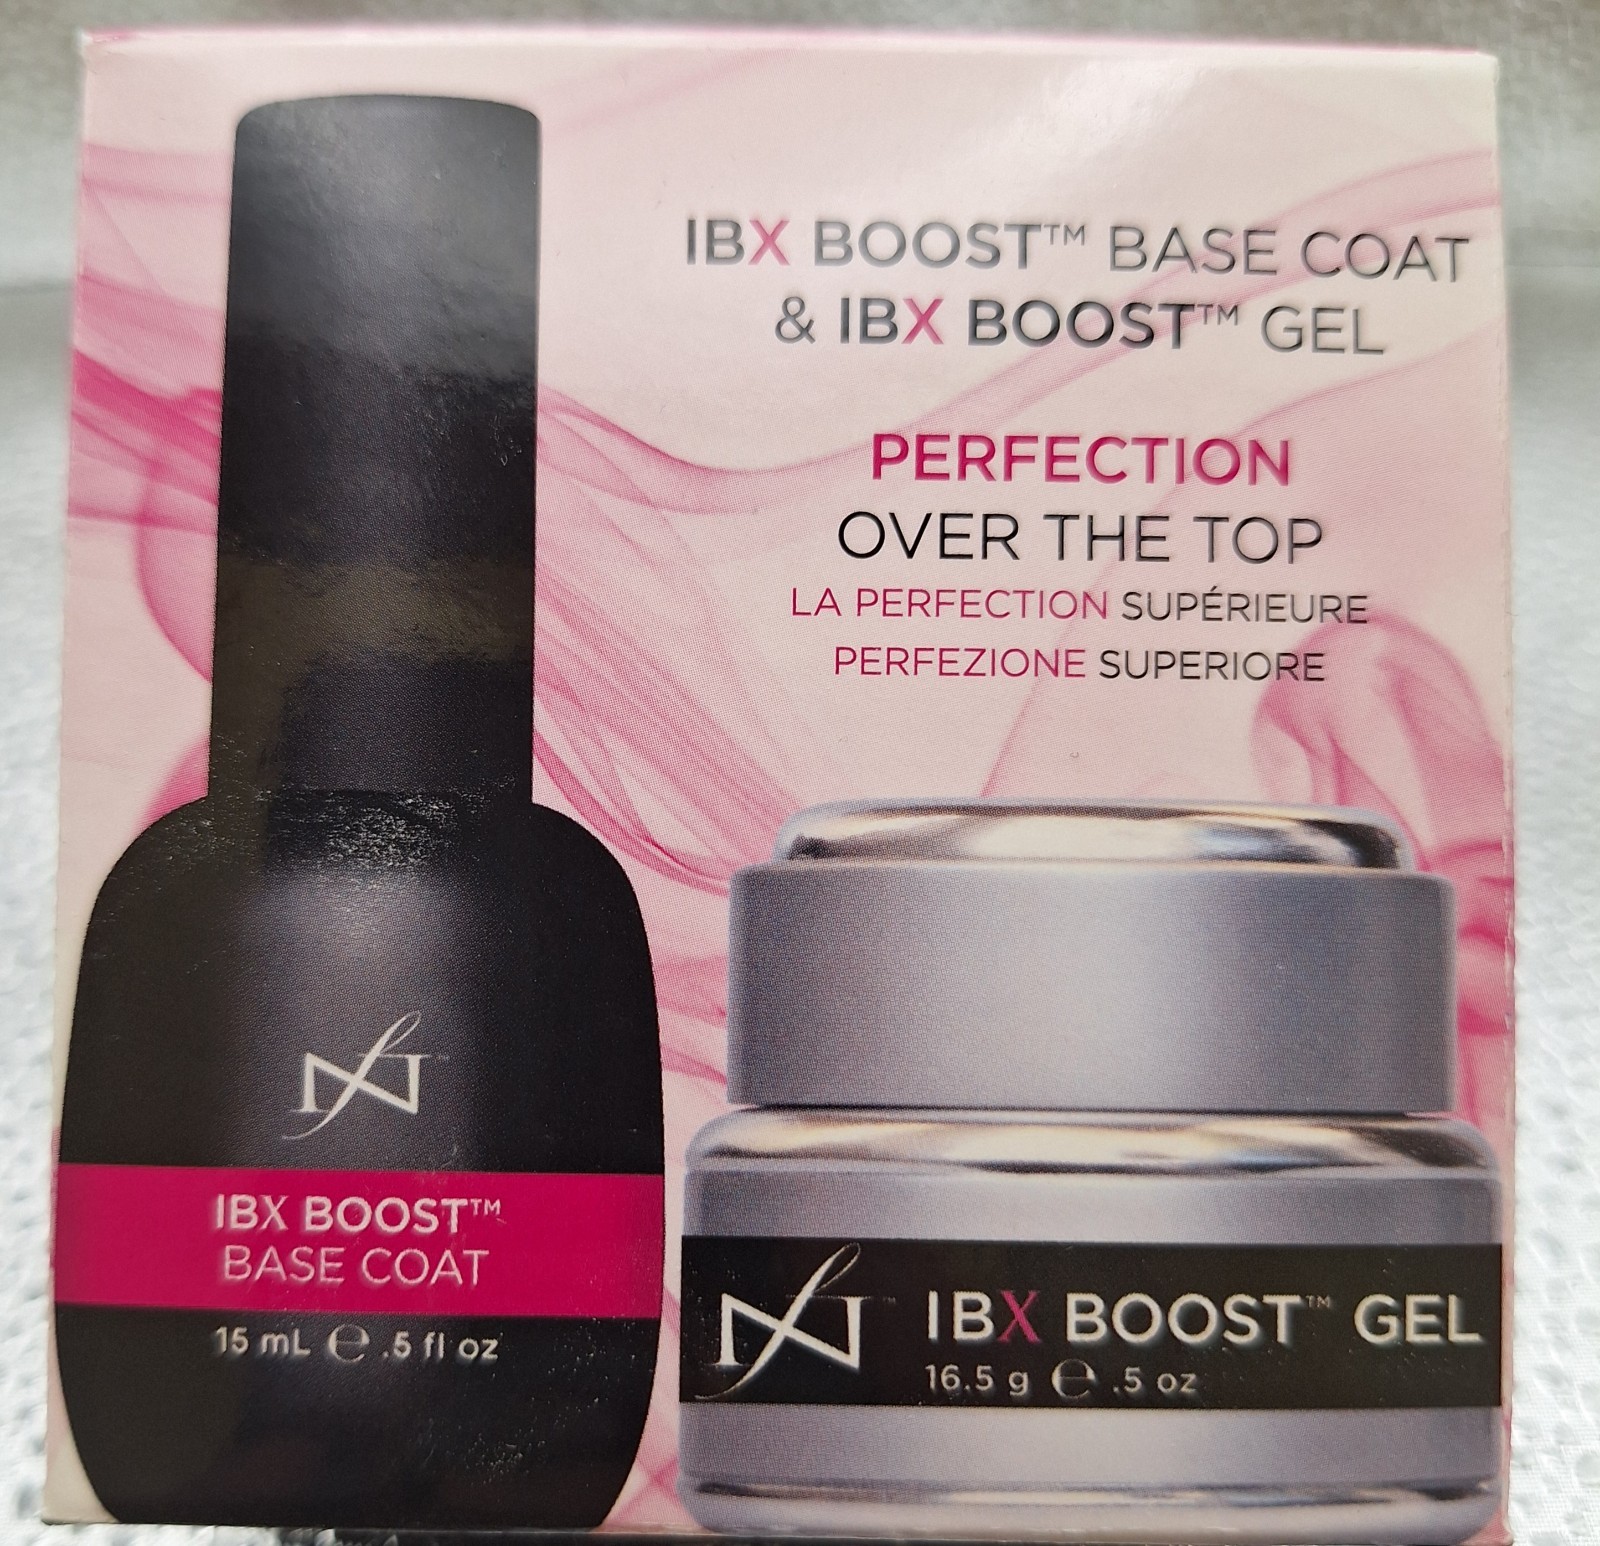 IBX BOOST™ BASE COAT
& IBX BOOST™ GEL
PERFECTION
OVER THE TOP
LA PERFECTION SUPÉRIEURE
PERFEZIONE SUPERIORE
IBX BOOST™
BASE COAT
15 mL ℮ .5 fl oz
IBX BOOST™ GEL
16.5 g ℮ .5 oz